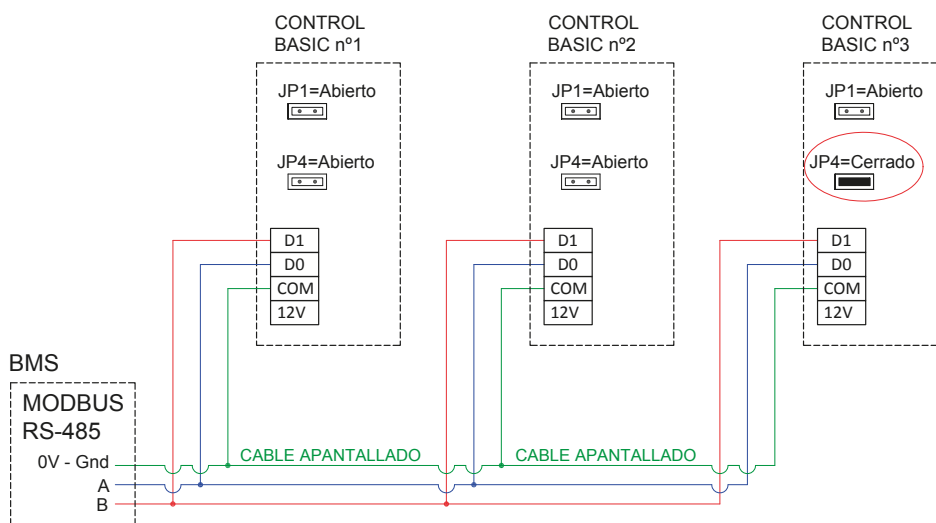 CONTROL
BASIC nº1
JP1=Abierto
JP4=Abierto
D1
D0
COM
12V
CONTROL
BASIC nº2
JP1=Abierto
JP4=Abierto
D1
D0
COM
12V
CONTROL
BASIC nº3
JP1=Abierto
JP4=Cerrado
D1
D0
COM
12V
BMS
MODBUS
RS-485
0V - Gnd
A
B
CABLE APANTALLADO
CABLE APANTALLADO